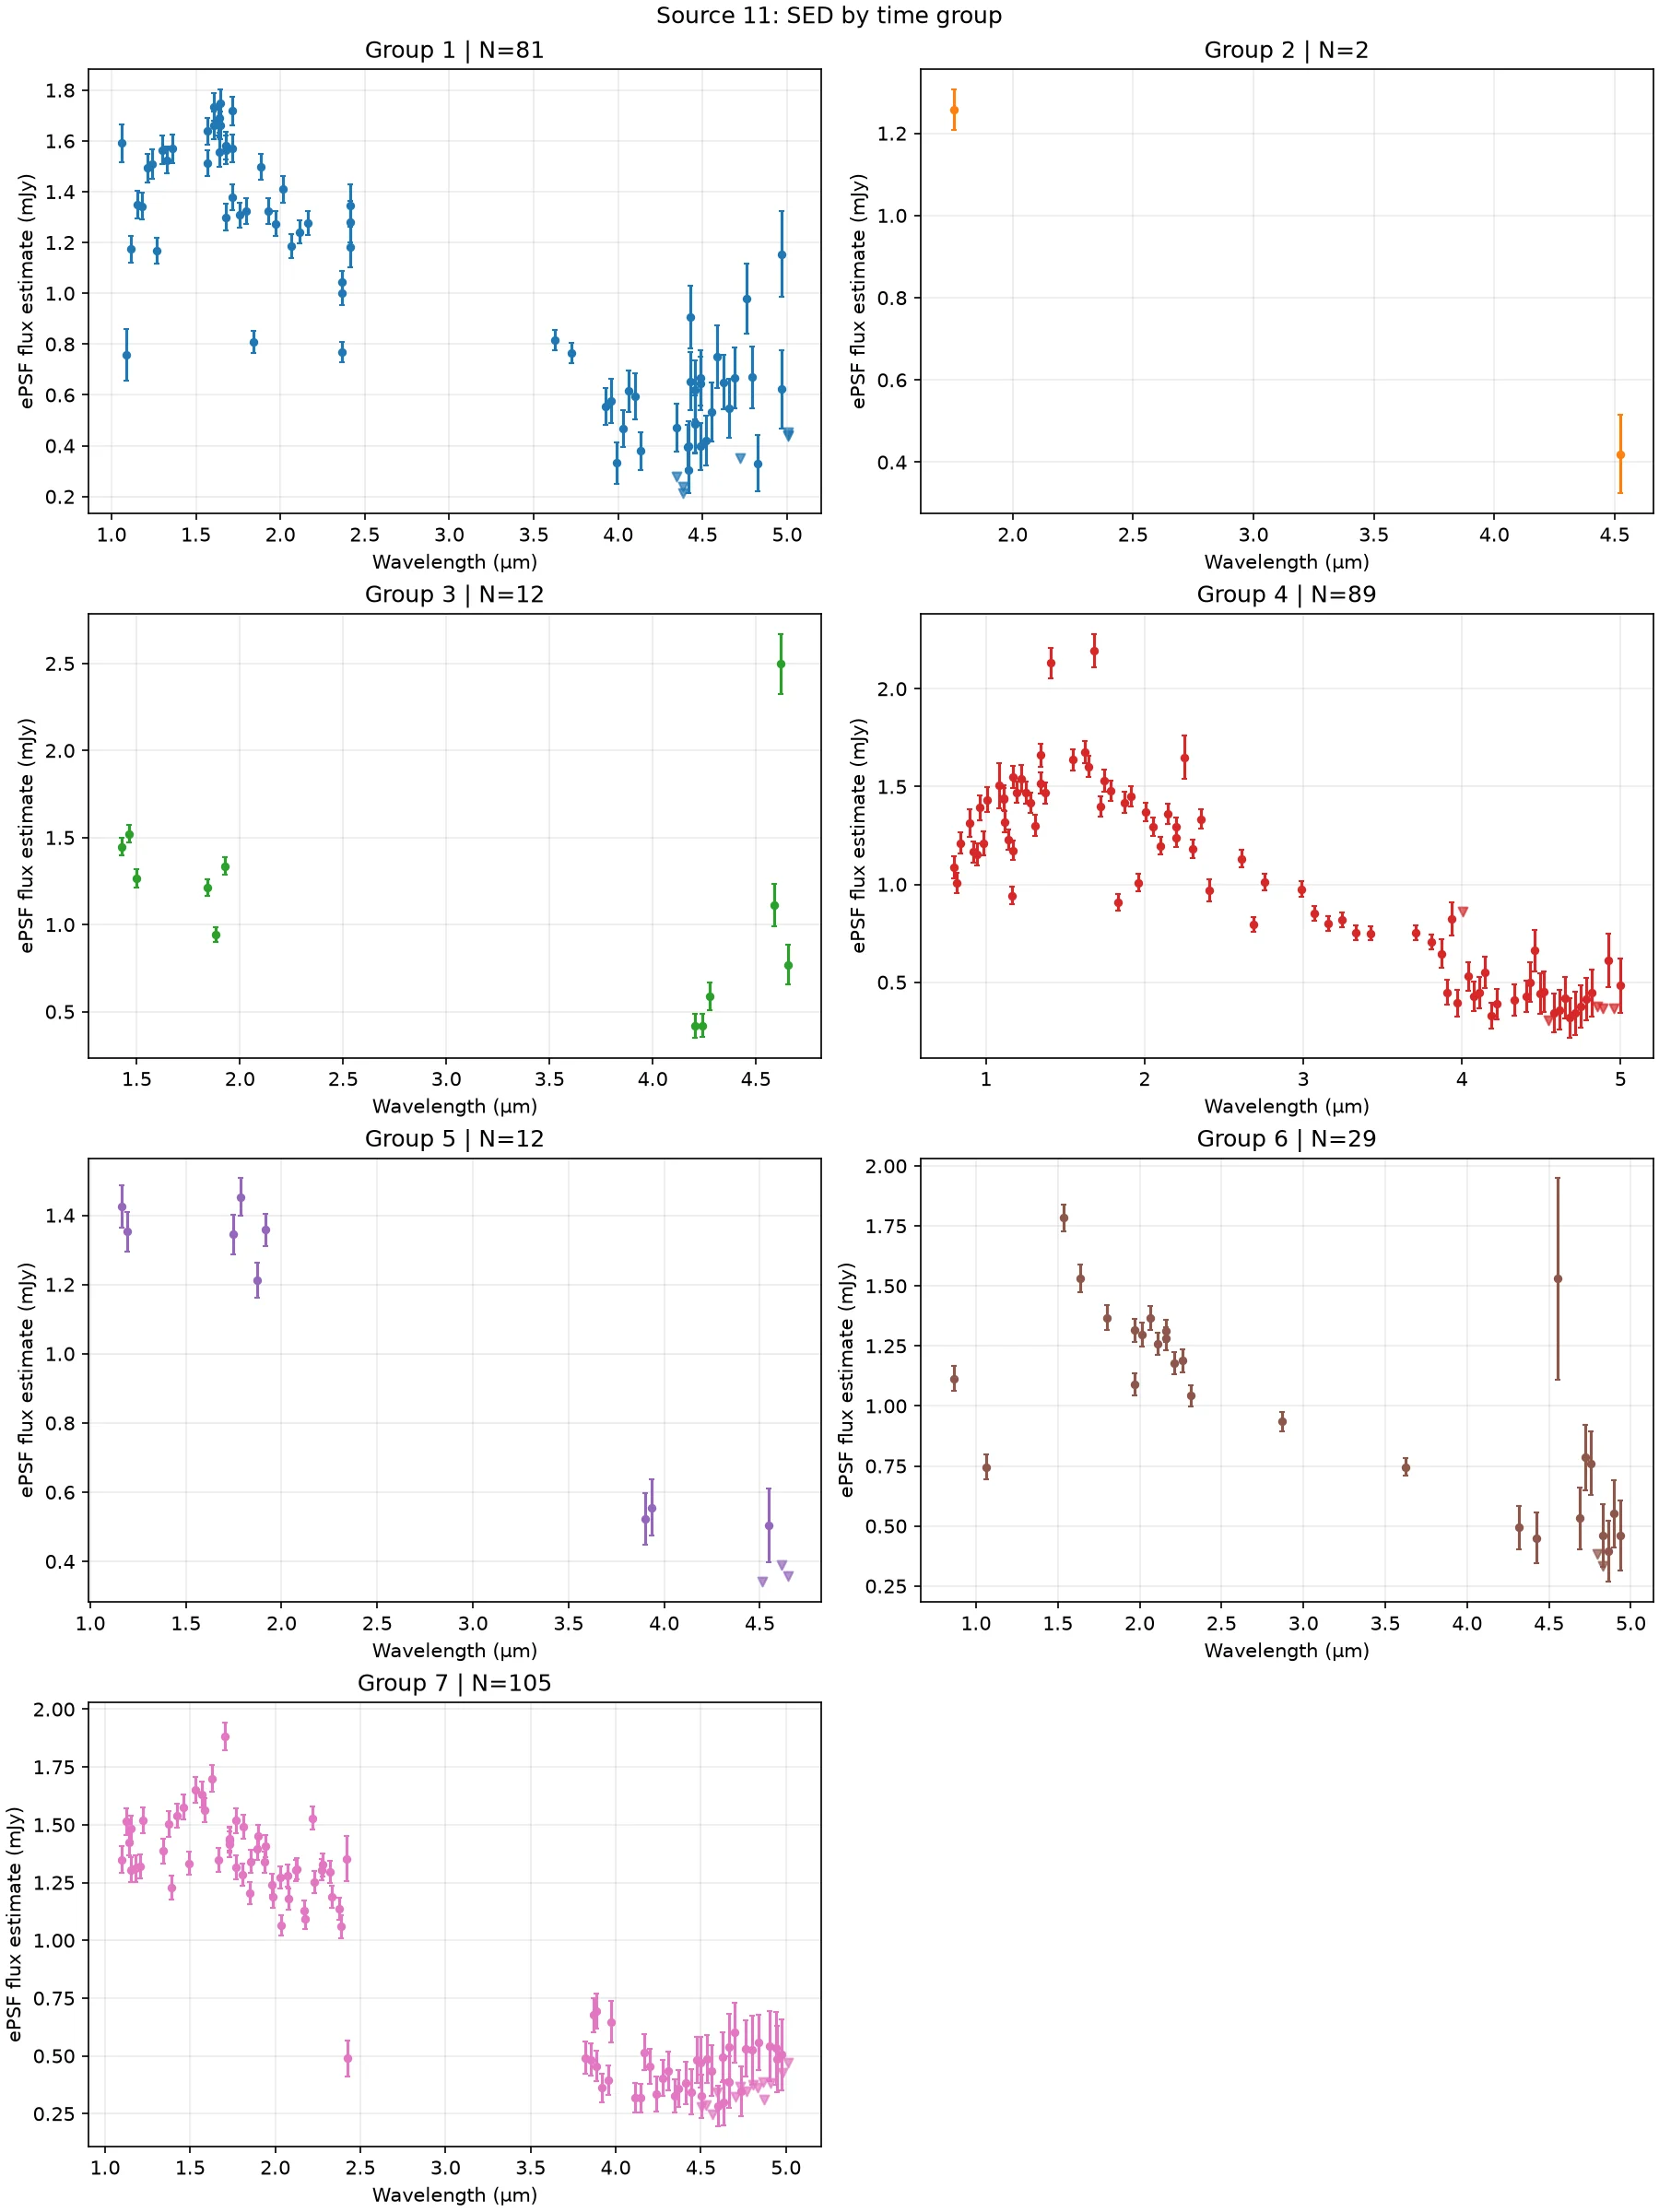 Source 11: SED by time group
Group 1 | N=81
ePSF flux estimate (mJy)
1.8
1.6
1.4
1.2
1.0
0.8
0.6
0.4
0.2
1.0 1.5 2.0 2.5 3.0 3.5 4.0 4.5 5.0
Wavelength (µm)
Group 2 | N=2
ePSF flux estimate (mJy)
1.2
1.0
0.8
0.6
0.4
2.0 2.5 3.0 3.5 4.0 4.5
Wavelength (µm)
Group 3 | N=12
ePSF flux estimate (mJy)
2.5
2.0
1.5
1.0
0.5
1.5 2.0 2.5 3.0 3.5 4.0 4.5
Wavelength (µm)
Group 4 | N=89
ePSF flux estimate (mJy)
2.0
1.5
1.0
0.5
1 2 3 4 5
Wavelength (µm)
Group 5 | N=12
ePSF flux estimate (mJy)
1.4
1.2
1.0
0.8
0.6
0.4
1.0 1.5 2.0 2.5 3.0 3.5 4.0 4.5
Wavelength (µm)
Group 6 | N=29
ePSF flux estimate (mJy)
2.00
1.75
1.50
1.25
1.00
0.75
0.50
0.25
1.0 1.5 2.0 2.5 3.0 3.5 4.0 4.5 5.0
Wavelength (µm)
Group 7 | N=105
ePSF flux estimate (mJy)
2.00
1.75
1.50
1.25
1.00
0.75
0.50
0.25
1.0 1.5 2.0 2.5 3.0 3.5 4.0 4.5 5.0
Wavelength (µm)